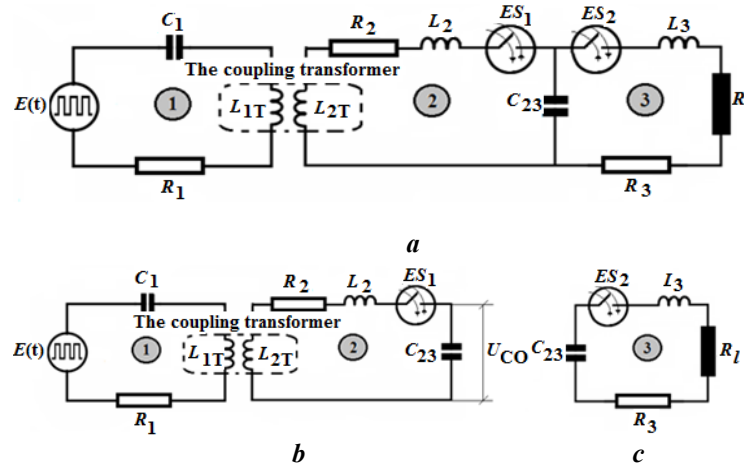 C1 R2 L2 ES1 ES2 L3
The coupling transformer
E(t) 1 L1T L2T 2 C23 3 R
R1 R3
a
C1 R2 L2 ES1 ES2 L3
The coupling transformer
E(t) 1 L1T L2T 2 C23 UCO C23 3 Rl
R1 R3
b c